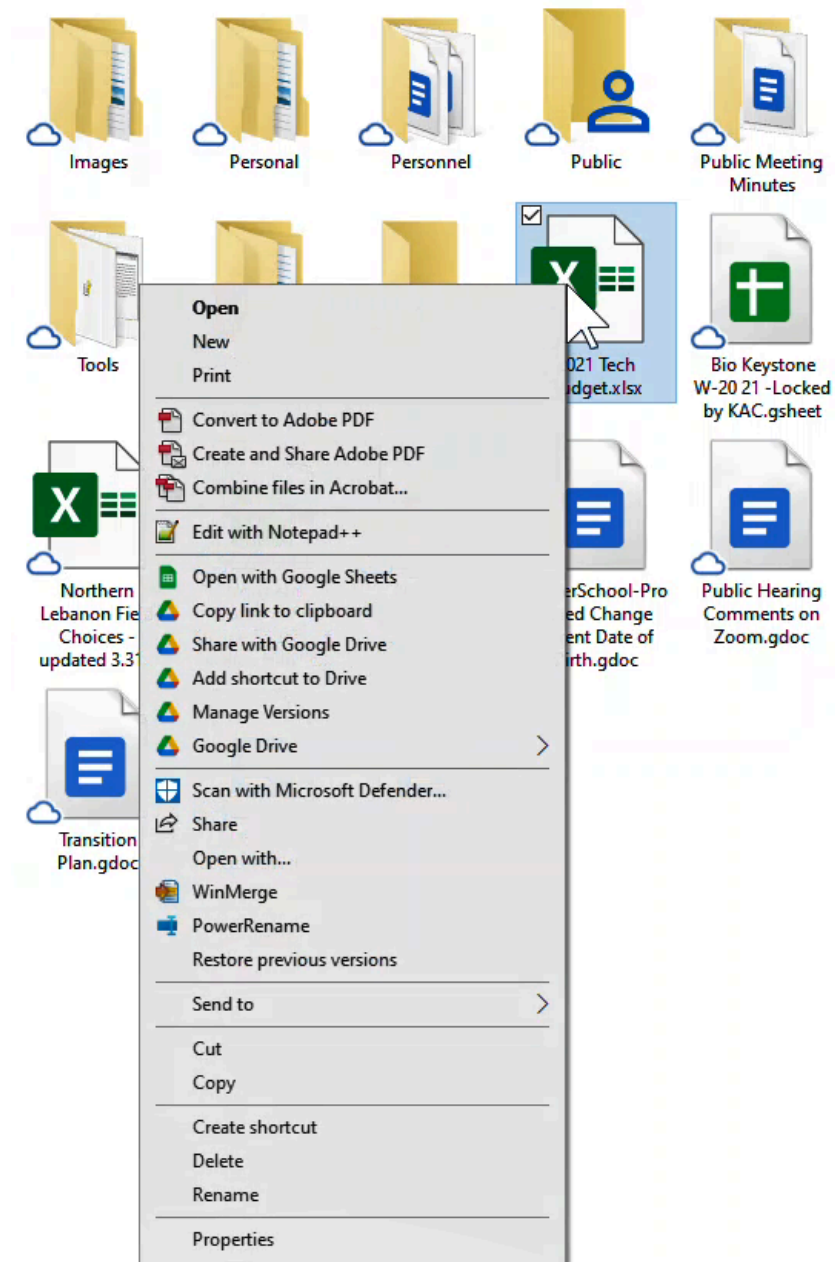 Images
Personal
Personnel
Public
Public Meeting
Minutes
Tools
021 Tech
dget.xlsx
Bio Keystone
W-20 21 -Locked
by KAC.gsheet
Northern
Lebanon Fie
Choices -
updated 3.31
erSchool-Pro
ed Change
ent Date of
irth.gdoc
Public Hearing
Comments on
Zoom.gdoc
Transition
Plan.gdoc
Open
New
Print
Convert to Adobe PDF
Create and Share Adobe PDF
Combine files in Acrobat...
Edit with Notepad++
Open with Google Sheets
Copy link to clipboard
Share with Google Drive
Add shortcut to Drive
Manage Versions
Google Drive
Scan with Microsoft Defender...
Share
Open with...
WinMerge
PowerRename
Restore previous versions
Send to
Cut
Copy
Create shortcut
Delete
Rename
Properties